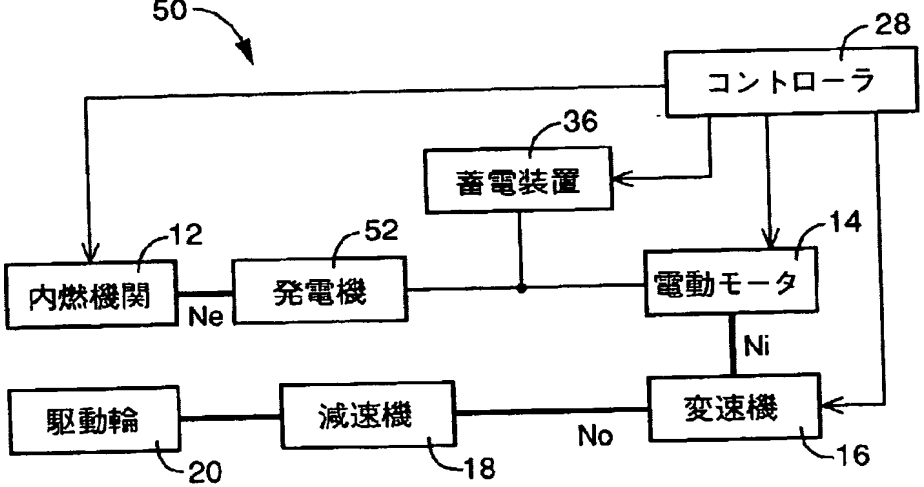 50
28
コントローラ
36
蓄電装置
12
52
14
内燃機関
Ne
発電機
電動モータ
Ni
駆動輪
減速機
No
変速機
20
18
16